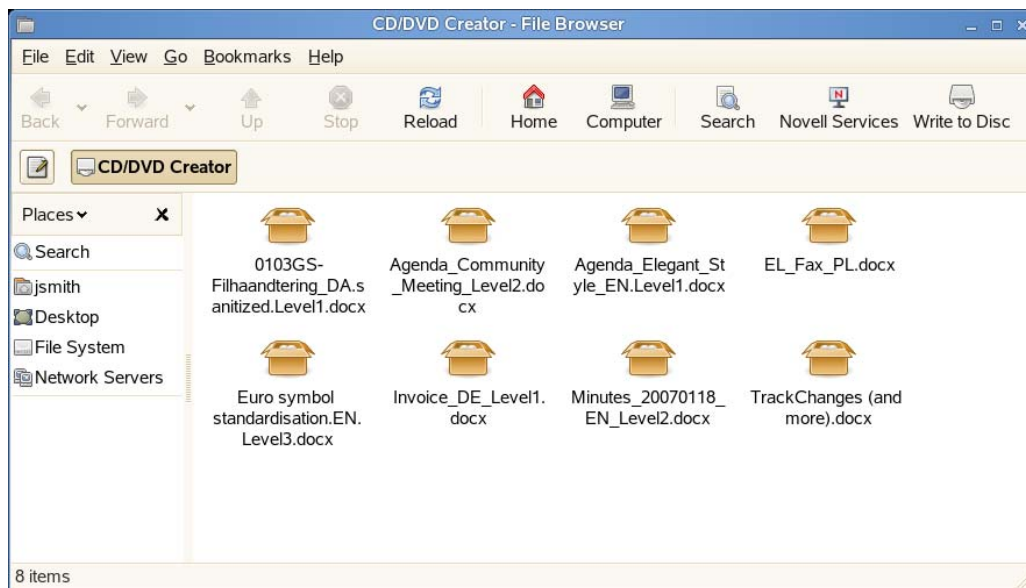 CD/DVD Creator - File Browser
File Edit View Go Bookmarks Help
Back Forward Up Stop Reload Home Computer Search Novell Services Write to Disc
CD/DVD Creator
Places
Search
jsmith
Desktop
File System
Network Servers
0103GS-
Filhaandtering_DA.s
anitized.Level1.docx
Agenda_Community
_Meeting_Level2.do
cx
Agenda_Elegant_St
yle_EN.Level1.docx
EL_Fax_PL.docx
Euro symbol
standardisation.EN.
Level3.docx
Invoice_DE_Level1.
docx
Minutes_20070118_
EN_Level2.docx
TrackChanges (and
more).docx
8 items